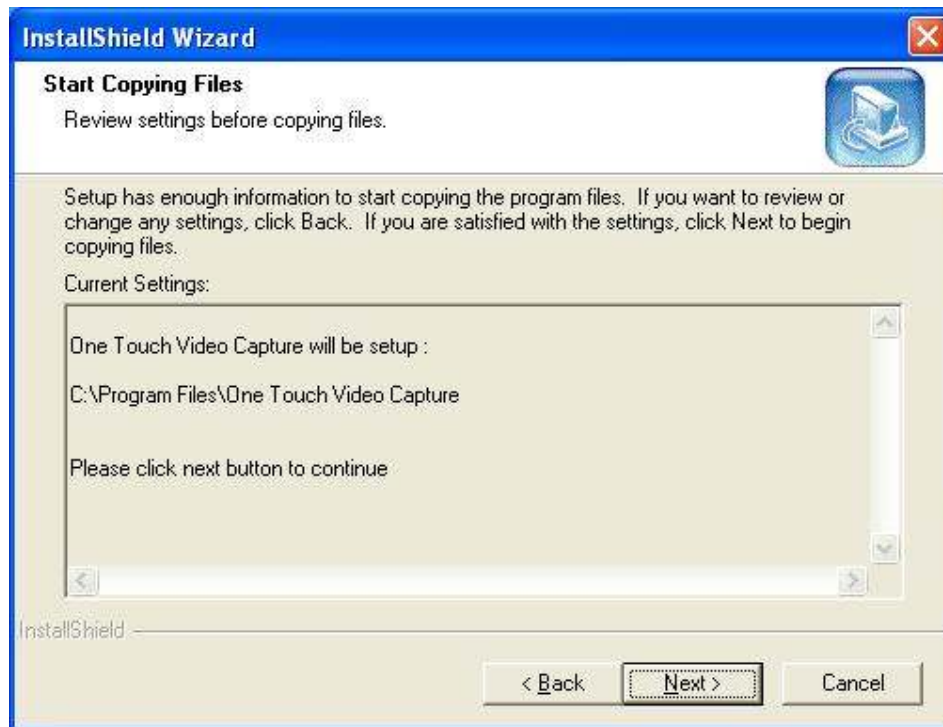 InstallShield Wizard
Start Copying Files
Review settings before copying files.
Setup has enough information to start copying the program files.  If you want to review or
change any settings, click Back.  If you are satisfied with the settings, click Next to begin
copying files.
Current Settings:
One Touch Video Capture will be setup :
C:\Program Files\One Touch Video Capture
Please click next button to continue
InstallShield
< Back
Next >
Cancel